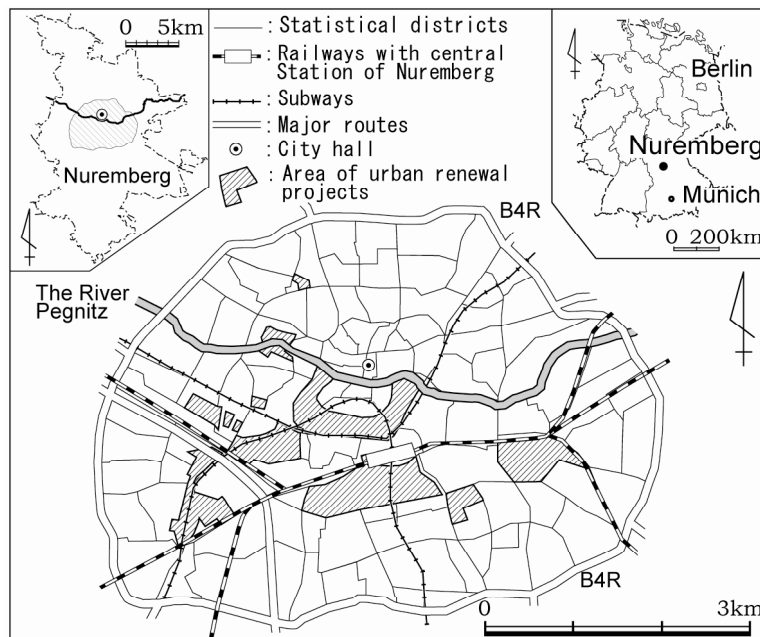 0 5km
Nuremberg
: Statistical districts
: Railways with central
Station of Nuremberg
: Subways
: Major routes
: City hall
: Area of urban renewal
projects
Berlin
Nuremberg
Munich
0 200km
B4R
The River
Pegnitz
B4R
0 3km